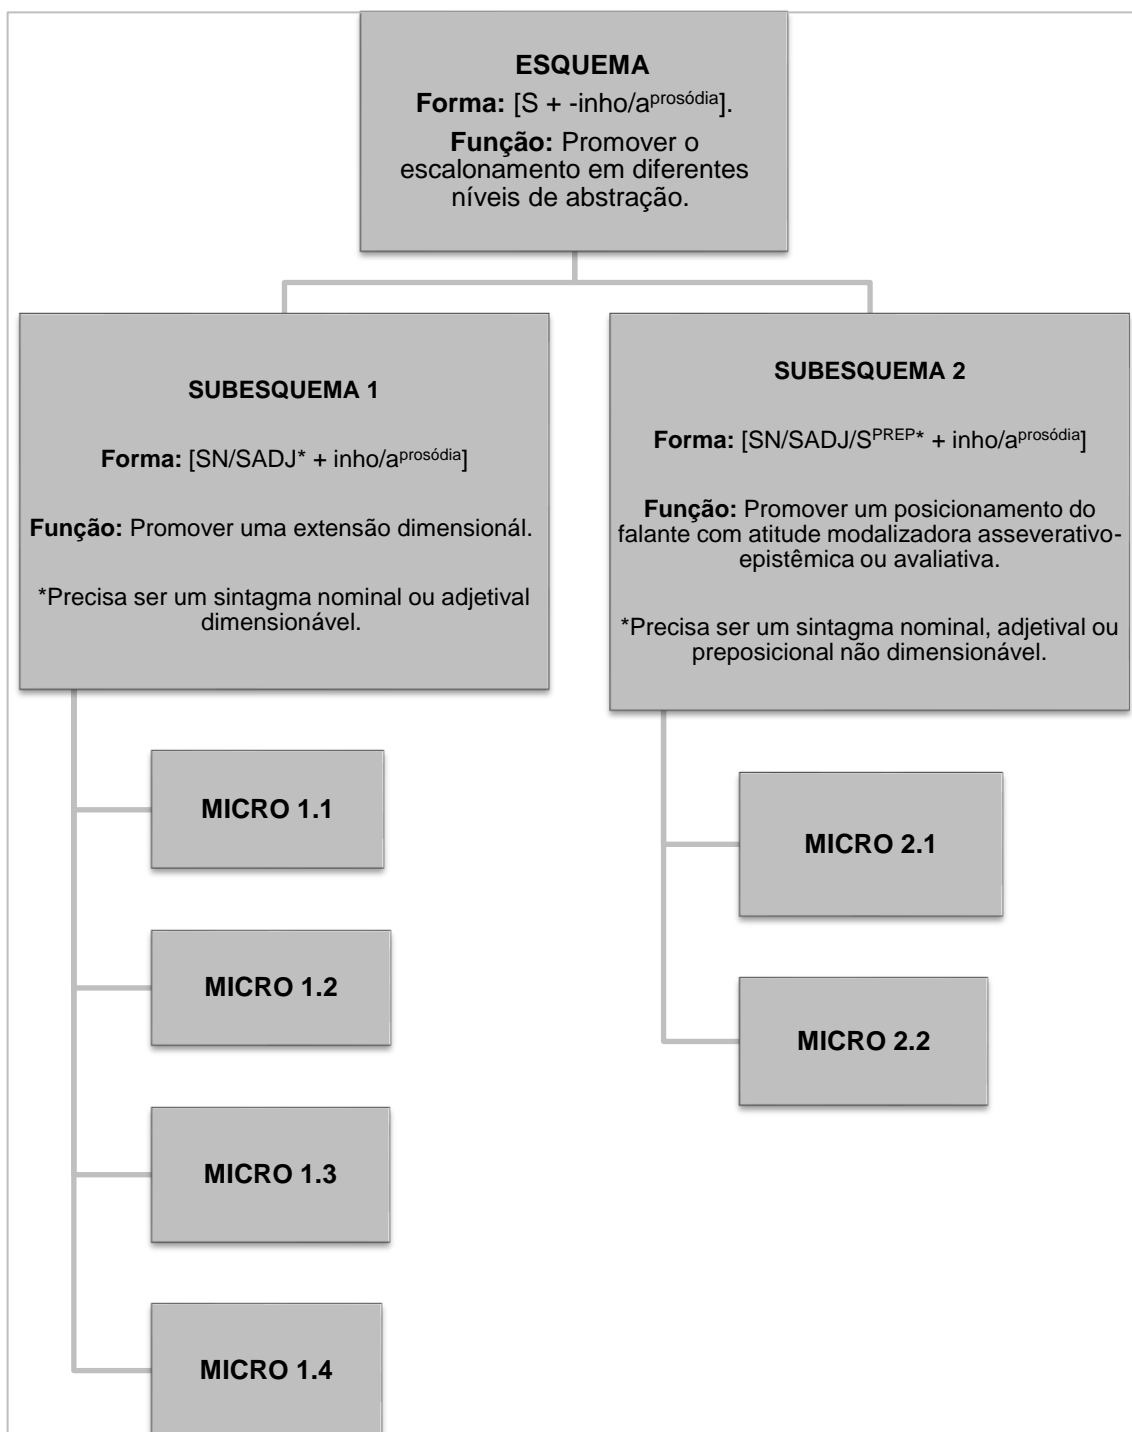 ESQUEMA
Forma: [S + -inho/aprosódia].
Função: Promover o
escalonamento em diferentes
níveis de abstração.
SUBESQUEMA 1
Forma: [SN/SADJ* + inho/aprosódia]
Função: Promover uma extensão dimensionál.
*Precisa ser um sintagma nominal ou adjetival
dimensionável.
SUBESQUEMA 2
Forma: [SN/SADJ/SPREP* + inho/aprosódia]
Função: Promover um posicionamento do
falante com atitude modalizadora asseverativo-
epistêmica ou avaliativa.
*Precisa ser um sintagma nominal, adjetival ou
preposicional não dimensionável.
MICRO 1.1
MICRO 1.2
MICRO 1.3
MICRO 1.4
MICRO 2.1
MICRO 2.2